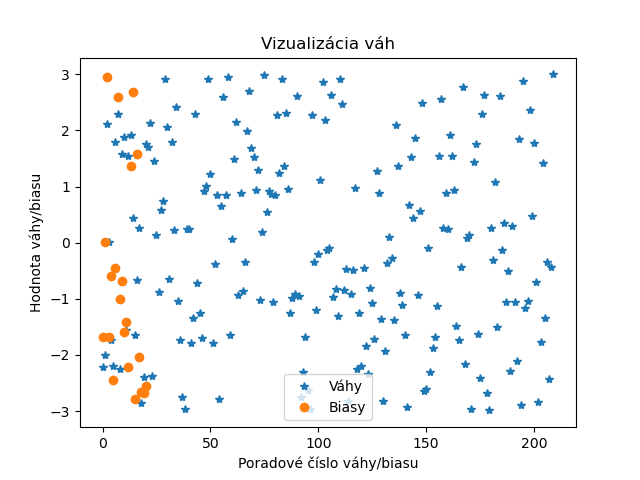 Vizualizácia váh
Hodnota váhy/biasu
3
2
1
0
−1
−2
−3
Váhy
Biasy
0
50
100
150
200
Poradové číslo váhy/biasu